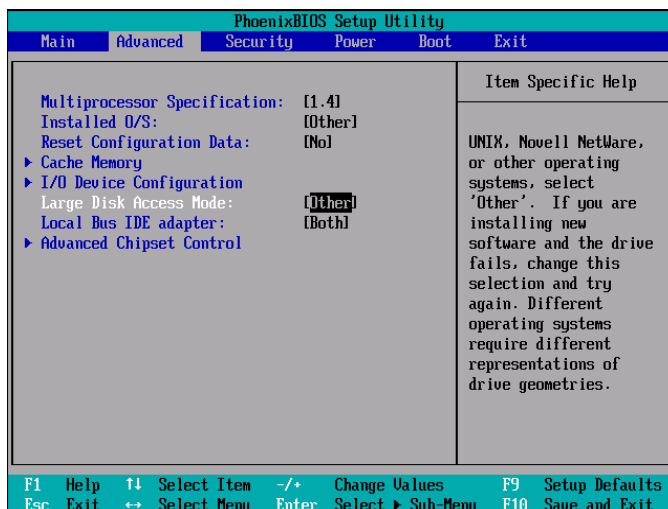 PhoenixBIOS Setup Utility
Main Advanced Security Power Boot Exit
Multiprocessor Specification: [1.4]
Installed O/S: [Other]
Reset Configuration Data: [No]
▶ Cache Memory
▶ I/O Device Configuration
Large Disk Access Mode: [Other]
Local Bus IDE adapter: [Both]
▶ Advanced Chipset Control
Item Specific Help
UNIX, Novell NetWare,
or other operating
systems, select
'Other'. If you are
installing new
software and the drive
fails, change this
selection and try
again. Different
operating systems
require different
representations of
drive geometries.
F1 Help ↑↓ Select Item -/+ Change Values F9 Setup Defaults
Esc Exit ↔ Select Menu Enter Select ▶ Sub-Menu F10 Save and Exit